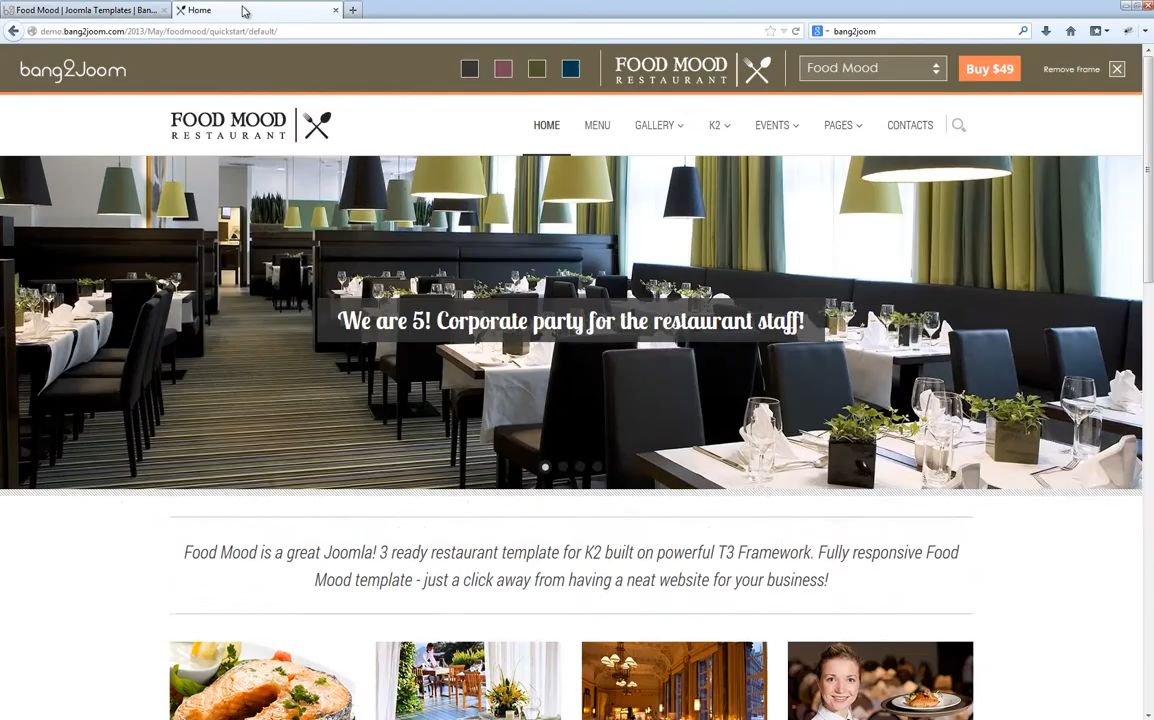 Food Mood | Joomla Templates | Ban...
Home
demo.bang2joom.com/2013/May/foodmood/quickstart/default/
bang2joom
bang2Joom
FOOD MOOD
RESTAURANT
Food Mood
Buy $49
Remove Frame
FOOD MOOD
RESTAURANT
HOME
MENU
GALLERY
K2
EVENTS
PAGES
CONTACTS
We are 5! Corporate party for the restaurant staff!
Food Mood is a great Joomla! 3 ready restaurant template for K2 built on powerful T3 Framework. Fully responsive Food
Mood template - just a click away from having a neat website for your business!